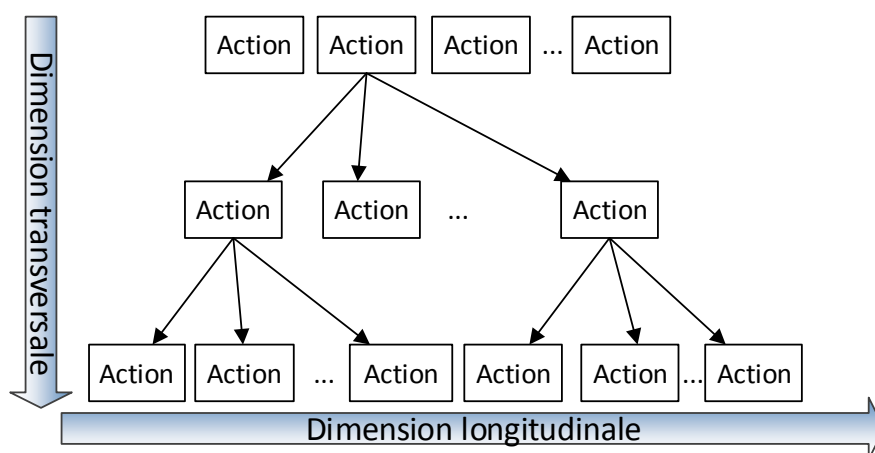 Action Action Action ... Action
Dimension transversale
Action Action ... Action
Action Action ... Action Action Action ... Action
Dimension longitudinale